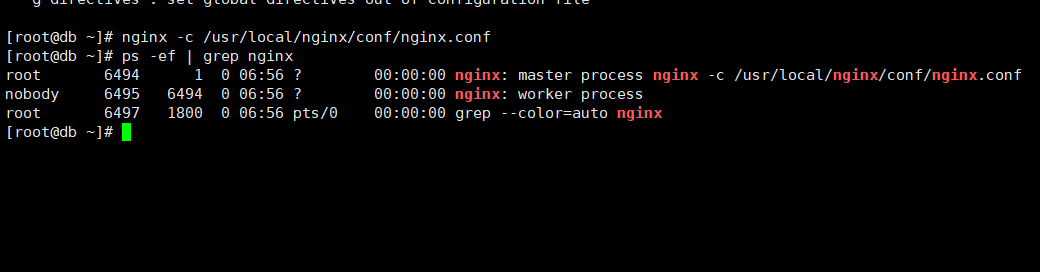 g directives : set global directives out of configuration file
[root@db ~]# nginx -c /usr/local/nginx/conf/nginx.conf
[root@db ~]# ps -ef | grep nginx
root      6494     1  0 06:56 ?        00:00:00 nginx: master process nginx -c /usr/local/nginx/conf/nginx.conf
nobody    6495  6494  0 06:56 ?        00:00:00 nginx: worker process
root      6497  1800  0 06:56 pts/0    00:00:00 grep --color=auto nginx
[root@db ~]#